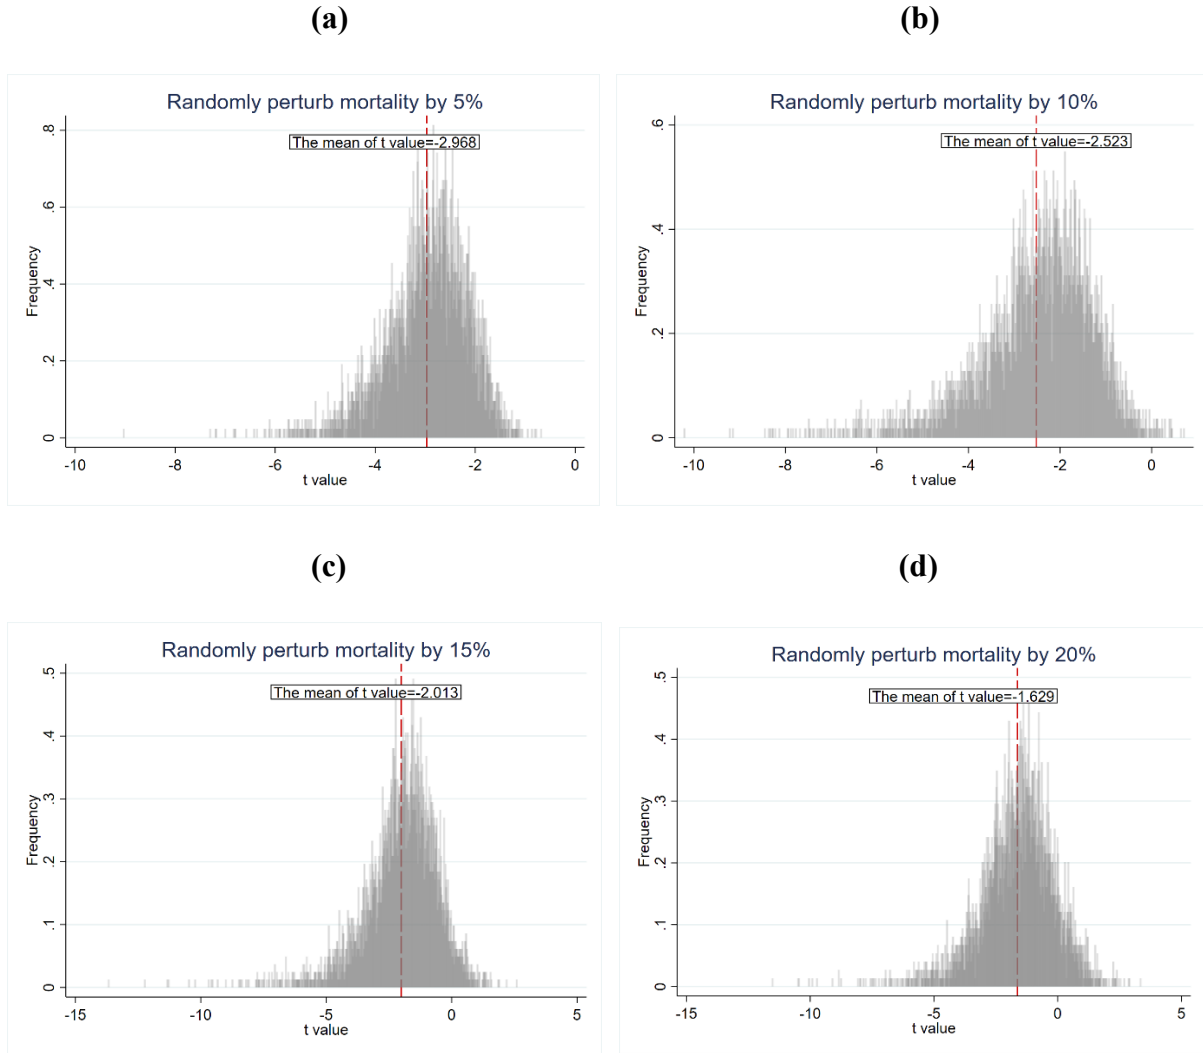 (a)
Randomly perturb mortality by 5%
The mean of t value=-2.968
Frequency
.8
.6
.4
.2
0
-10 -8 -6 -4 -2 0
t value
(b)
Randomly perturb mortality by 10%
The mean of t value=-2.523
Frequency
.6
.4
.2
0
-10 -8 -6 -4 -2 0
t value
(c)
Randomly perturb mortality by 15%
The mean of t value=-2.013
Frequency
.5
.4
.3
.2
.1
0
-15 -10 -5 0 5
t value
(d)
Randomly perturb mortality by 20%
The mean of t value=-1.629
Frequency
.5
.4
.3
.2
.1
0
-15 -10 -5 0 5
t value